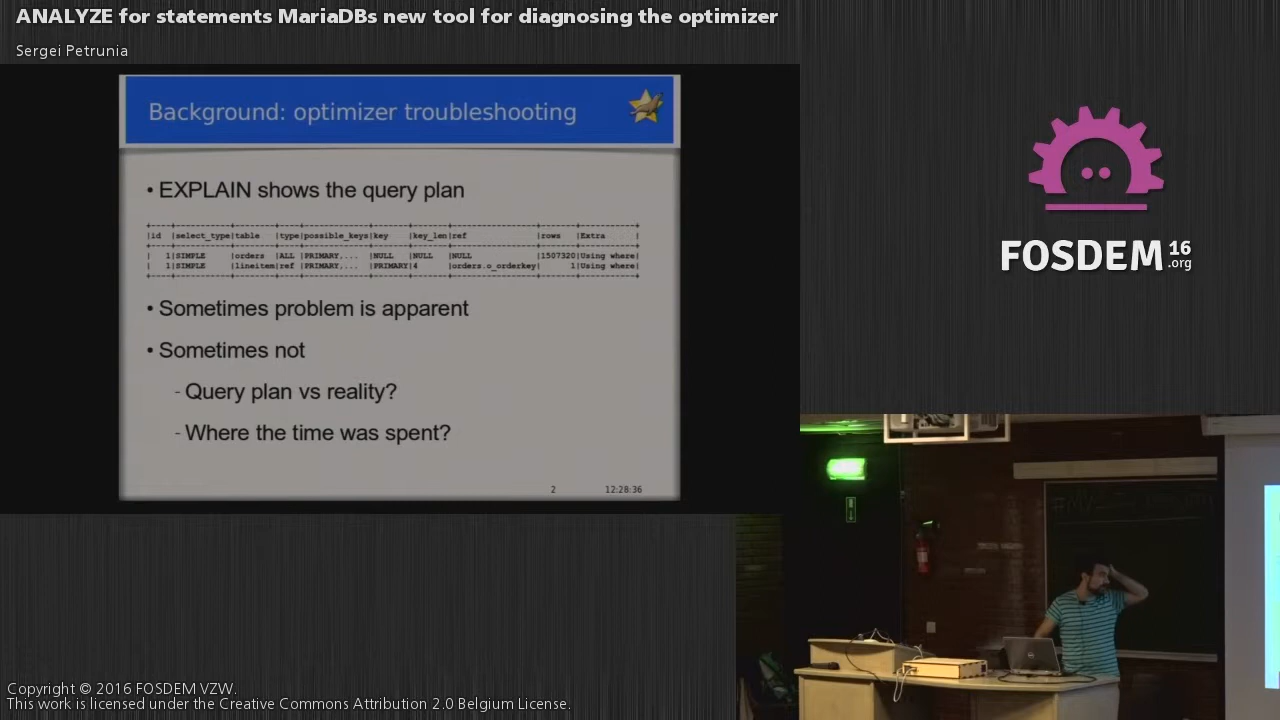 ANALYZE for statements MariaDBs new tool for diagnosing the optimizer
Sergei Petrunia
Background: optimizer troubleshooting
• EXPLAIN shows the query plan
+---+-----------+--------+----+-------------+-------+-------+-----------------+-------+-----------+
|id |select_type|table |type|possible_keys|key |key_len|ref |rows |Extra |
| 1|SIMPLE |orders |ALL |PRIMARY,... |NULL |NULL |NULL |1507320|Using where|
| 1|SIMPLE |lineitem|ref |PRIMARY,... |PRIMARY|4 |orders.o_orderkey| 1|Using where|
• Sometimes problem is apparent
• Sometimes not
- Query plan vs reality?
- Where the time was spent?
2 12:28:36
FOSDEM 16 .org
Copyright © 2016 FOSDEM VZW.
This work is licensed under the Creative Commons Attribution 2.0 Belgium License.